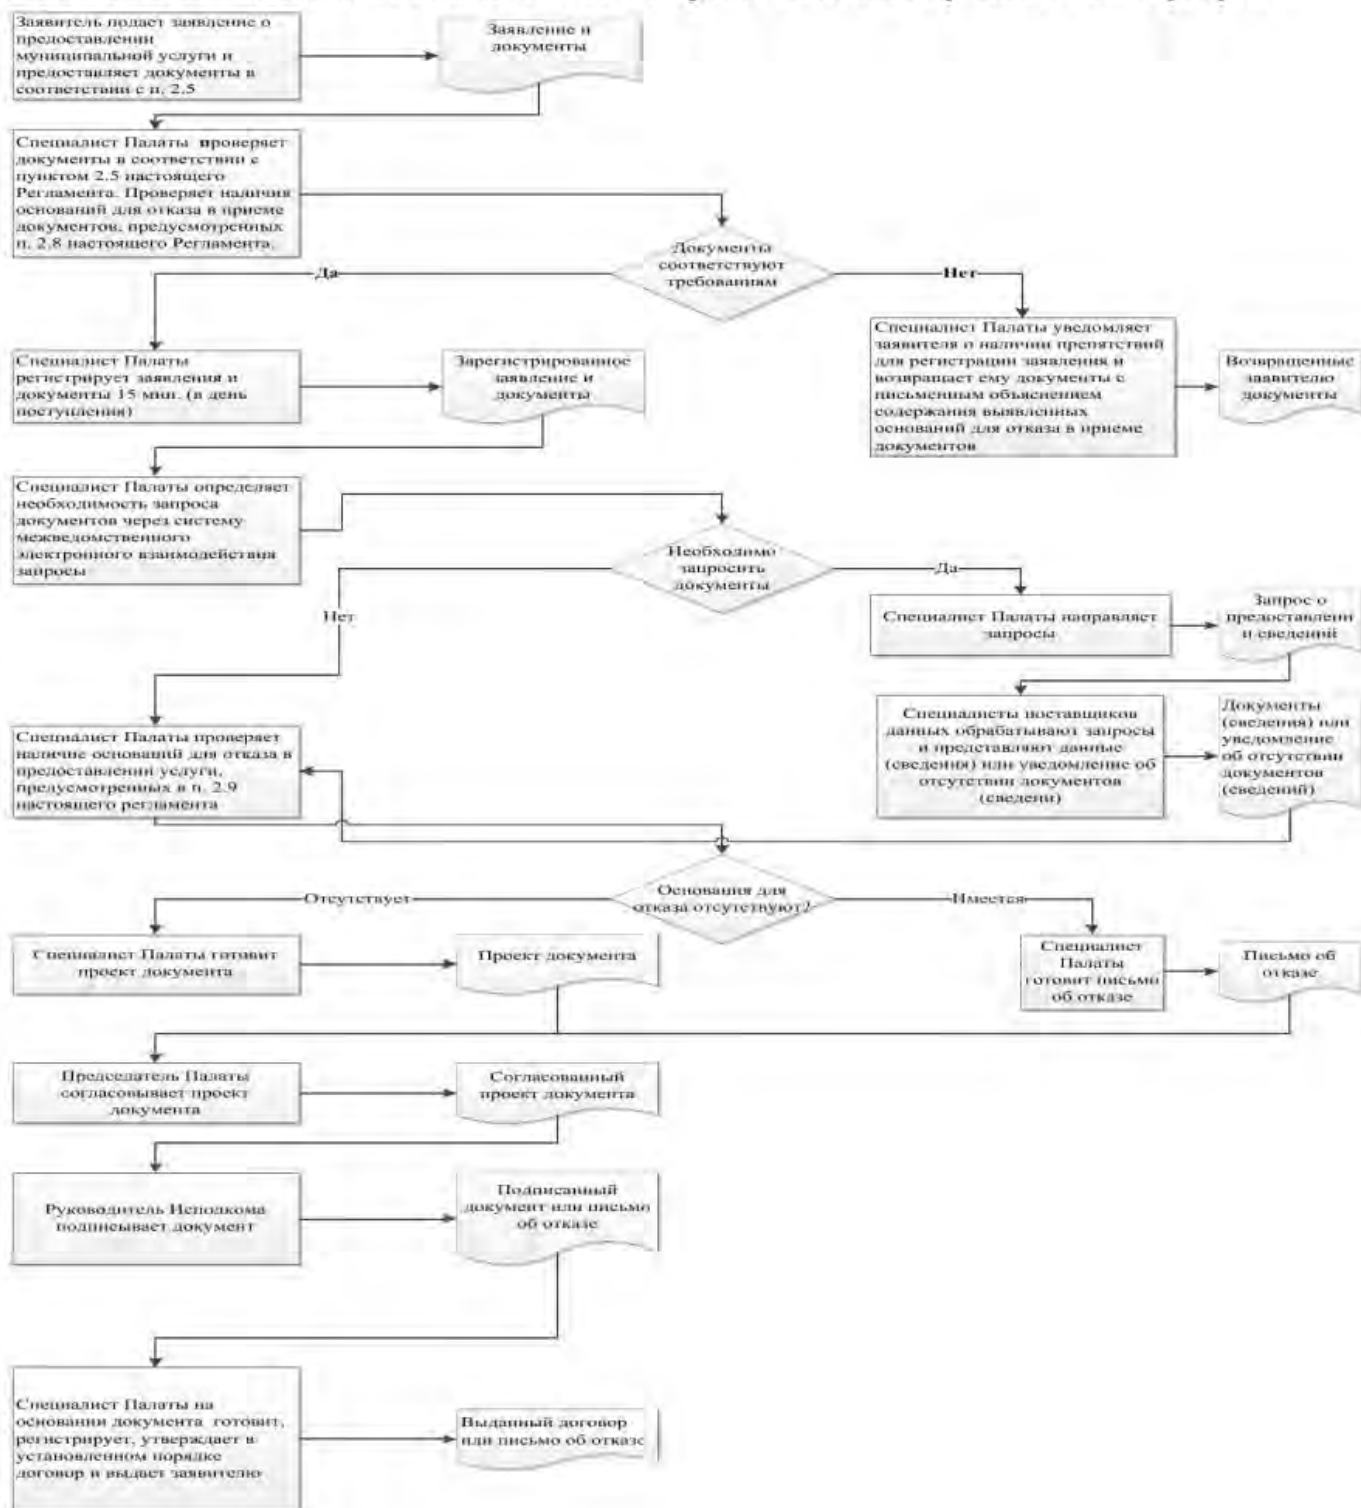 Заявитель подает заявление о
предоставлении
муниципальной услуги и
предоставляет документы в
соответствии с п. 2.5
Заявление и
документы
Специалист Палаты проверяет
документы в соответствии с
пунктом 2.5 настоящего
Регламента. Проверяет наличия
оснований для отказа в приеме
документов, предусмотренных
п. 2.8 настоящего Регламента.
Документы
соответствуют
требованиям
Да
Нет
Специалист Палаты
регистрирует заявления и
документы 15 мин. (в день
поступления)
Зарегистрированное
заявление и
документы
Специалист Палаты уведомляет
заявителя о наличии препятствий
для регистрации заявления и
возвращает ему документы с
письменным объяснением
содержания выявленных
оснований для отказа в приеме
документов
Возвращенные
заявителю
документы
Специалист Палаты определяет
необходимость запроса
документов через систему
межведомственного
электронного взаимодействия
запросы
Необходимо
запросить
документы
Да
Нет
Специалист Палаты направляет
запросы
Запрос о
предоставлени
и сведений
Специалисты поставщиков
данных обрабатывают запросы
и представляют данные
(сведения) или уведомление об
отсутствии документов
(сведени)
Документы
(сведения) или
уведомление
об отсутствии
документов
(сведений)
Специалист Палаты проверяет
наличие оснований для отказа в
предоставлении услуги,
предусмотренных в п. 2.9
настоящего регламента
Основания для
отказа отсутствуют?
Отсутствует
Имеется
Специалист Палаты готовит
проект документа
Проект документа
Специалист
Палаты
готовит письмо
об отказе
Письмо об
отказе
Председатель Палаты
согласовывает проект
документа
Согласованный
проект документа
Руководитель Исполкома
подписывает документ
Подписанный
документ или письмо
об отказе
Специалист Палаты на
основании документа готовит,
регистрирует, утверждает в
установленном порядке
договор и выдает заявителю
Выданный договор
или письмо об отказе